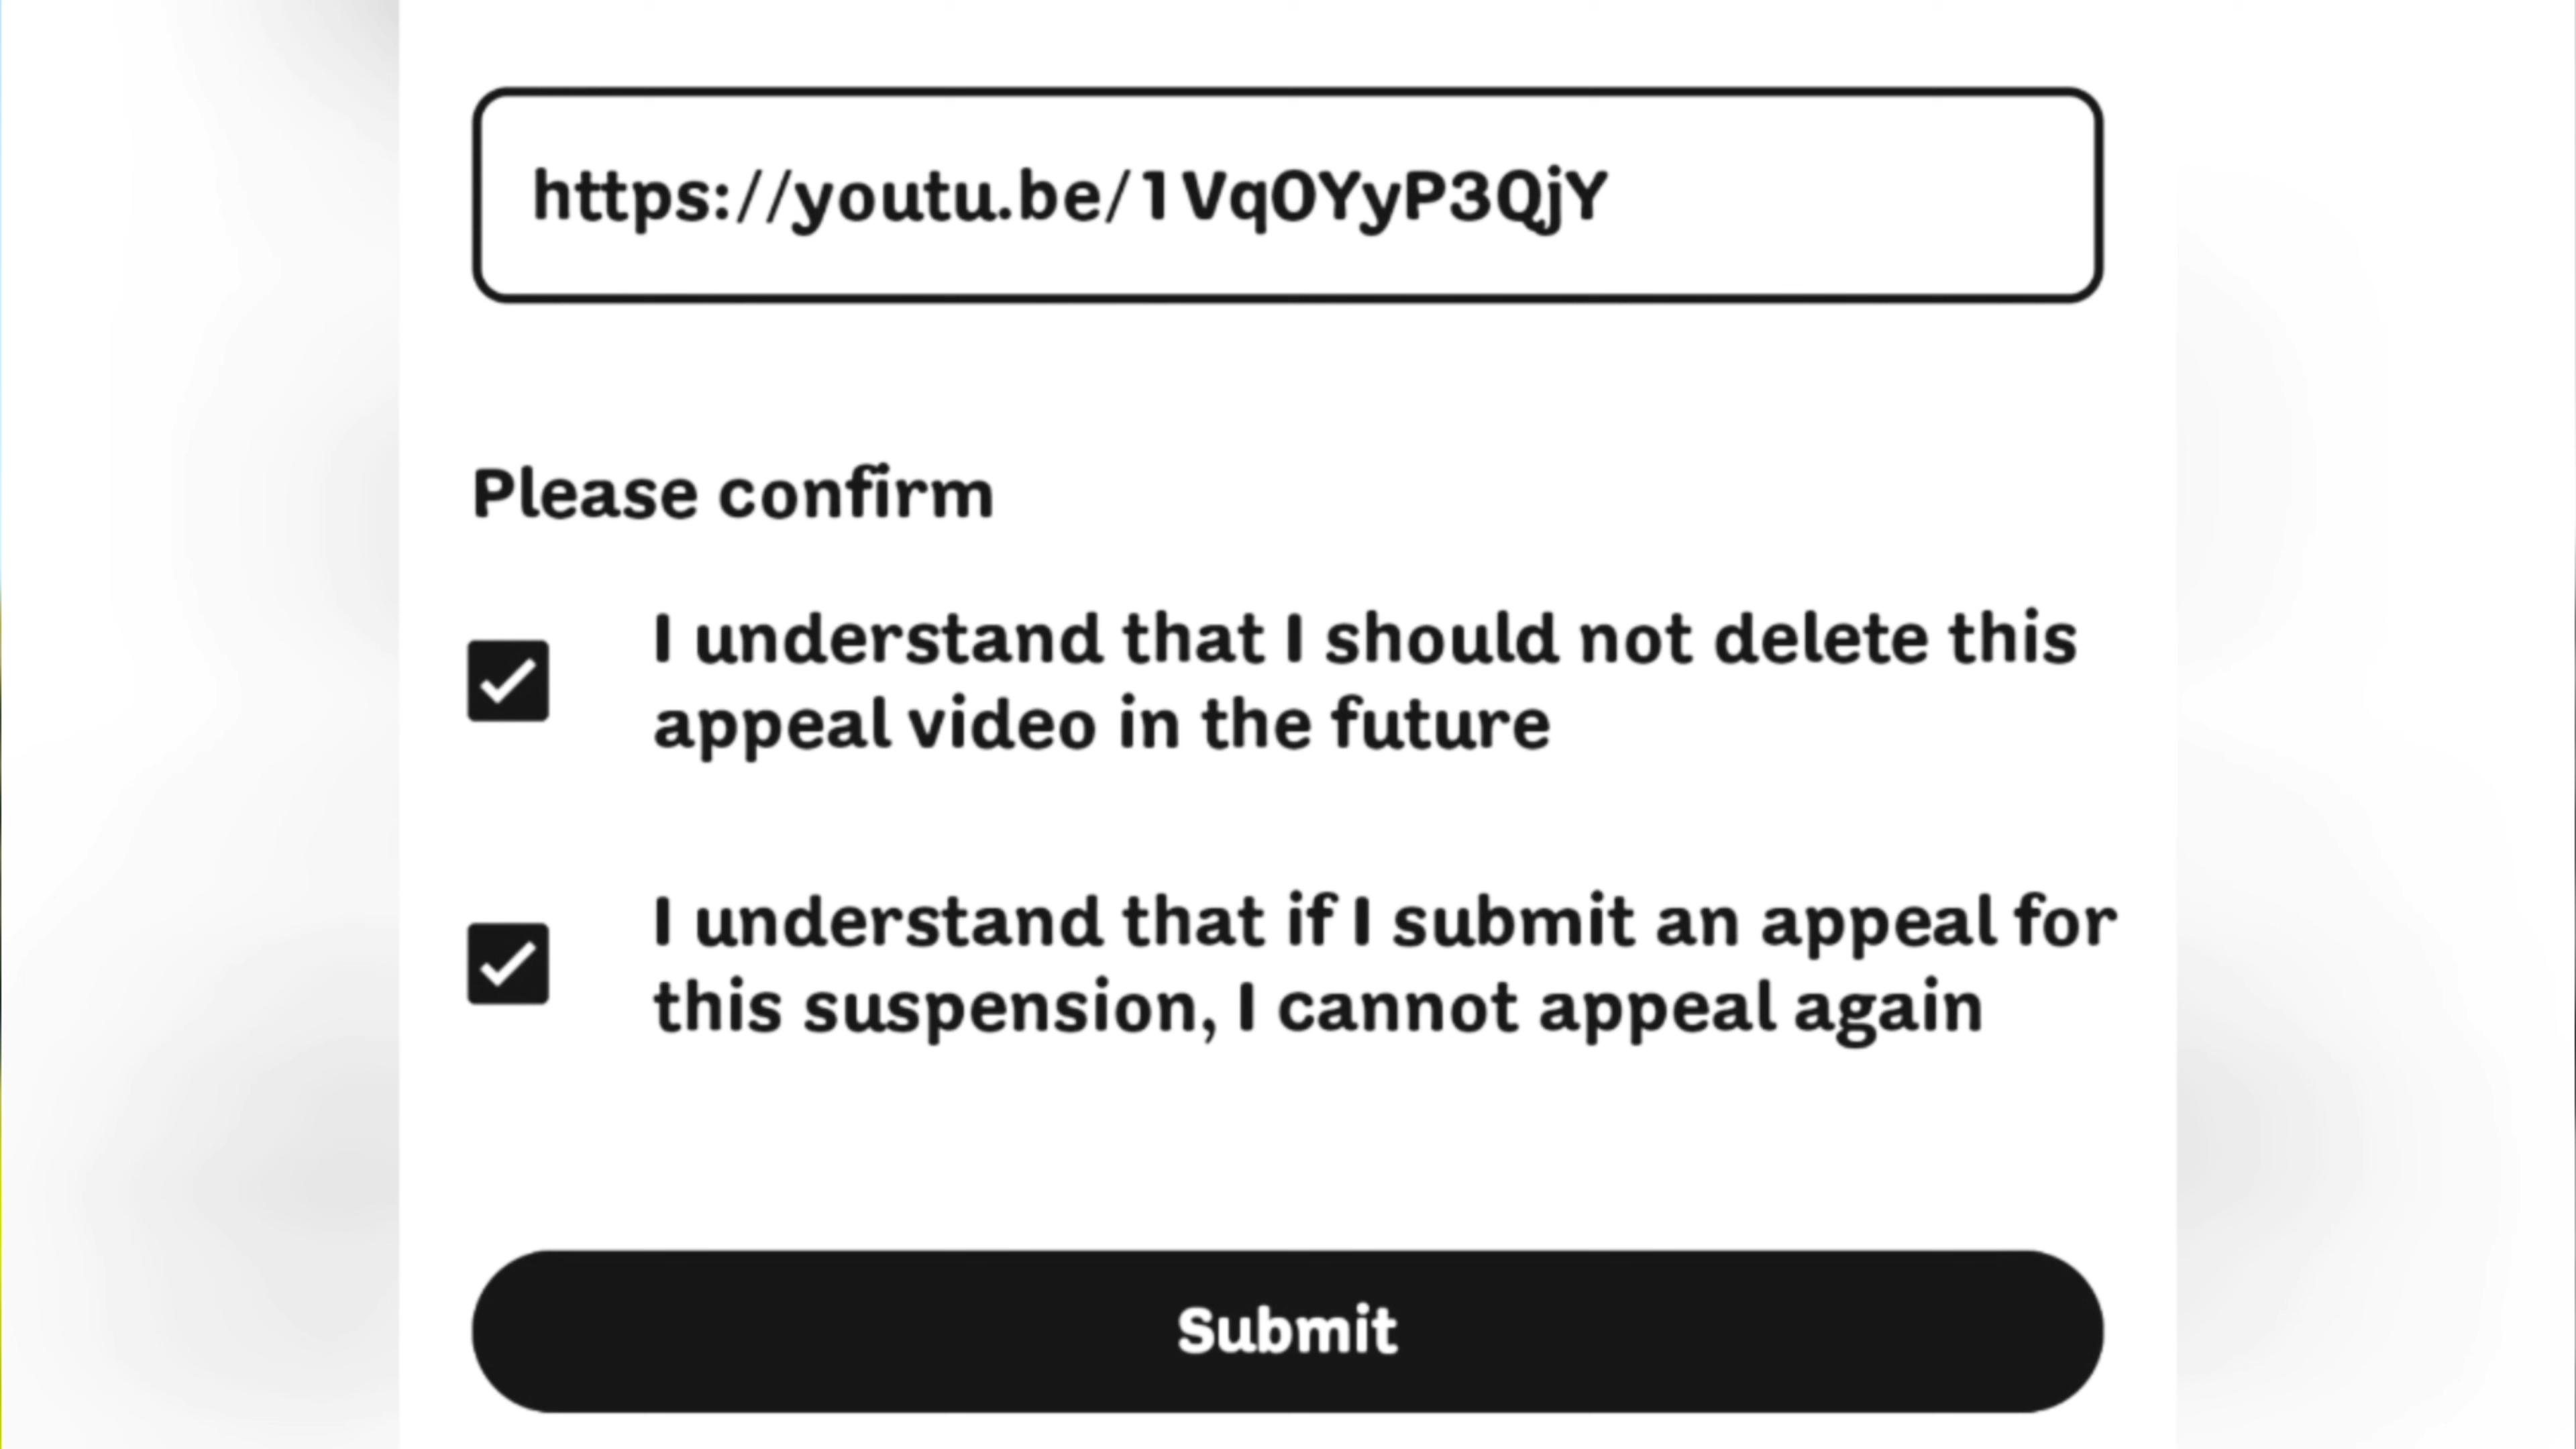 https://youtu.be/1Vq0YyP3QjY
Please confirm
I understand that I should not delete this
appeal video in the future
I understand that if I submit an appeal for
this suspension, I cannot appeal again
Submit